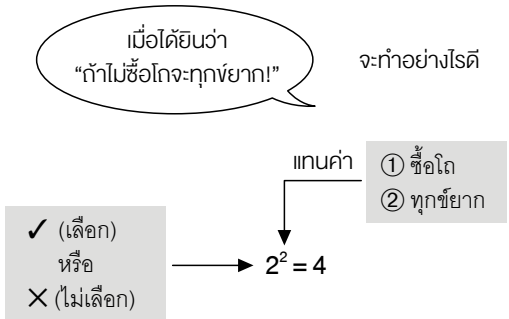 เมื่อได้ยินว่า
“ถ้าไม่ซื้อโถจะทุกข์ยาก!”
จะทำอย่างไรดี
แทนค่า
① ซื้อโถ
② ทุกข์ยาก
✓ (เลือก)
หรือ
✕ (ไม่เลือก)
2² = 4